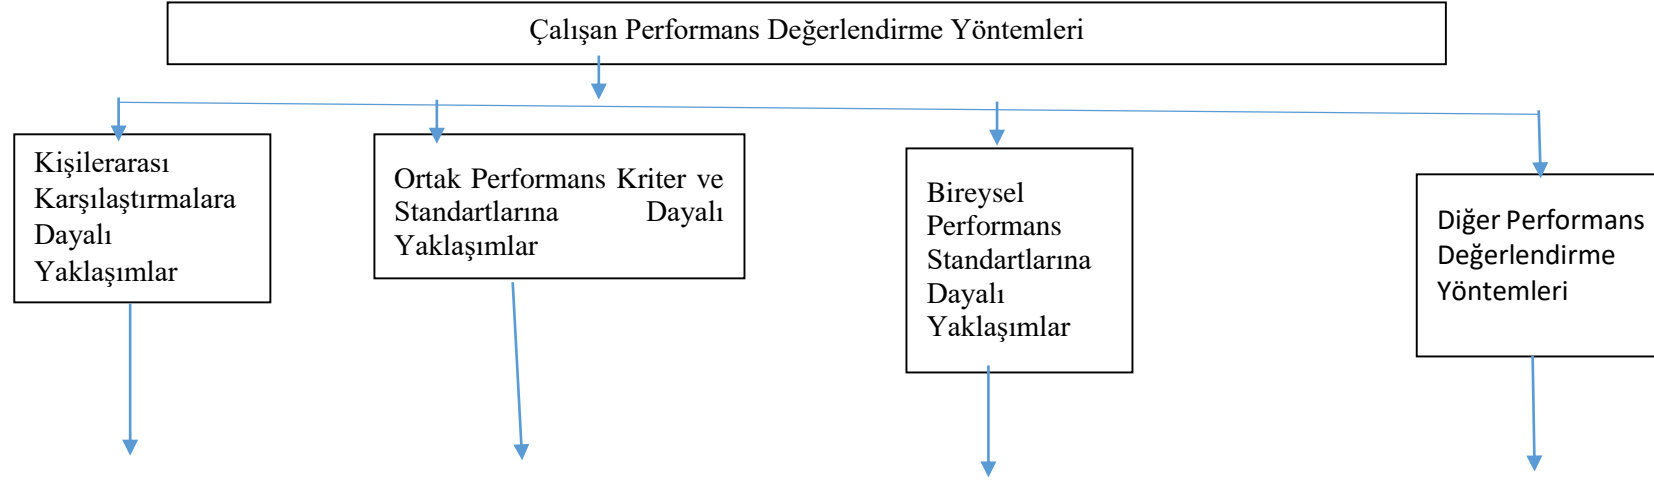 Çalışan Performans Değerlendirme Yöntemleri
Kişilerarası
Karşılaştırmalara
Dayalı
Yaklaşımlar
Ortak Performans Kriter ve
Standartlarına Dayalı
Yaklaşımlar
Bireysel
Performans
Standartlarına
Dayalı
Yaklaşımlar
Diğer Performans
Değerlendirme
Yöntemleri